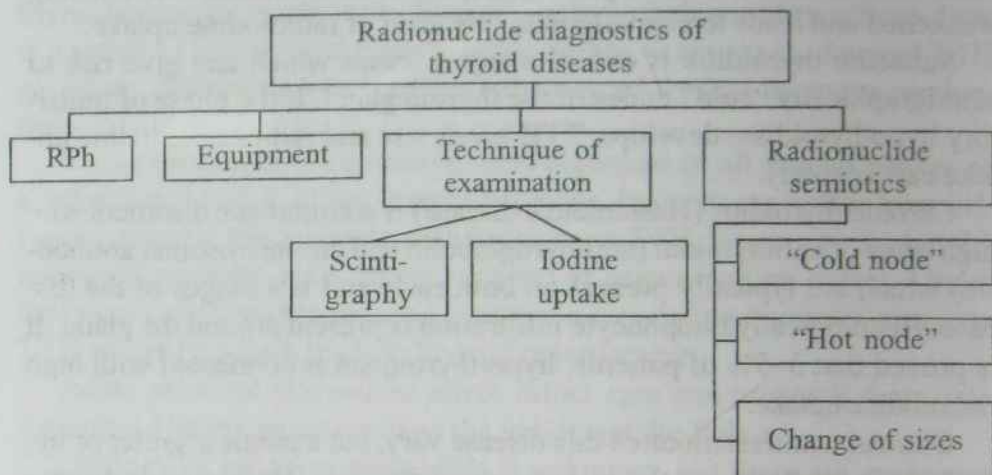 Radionuclide diagnostics of
thyroid diseases
RPh
Equipment
Technique of
examination
Radionuclide
semiotics
Scinti-
graphy
Iodine
uptake
"Cold node"
"Hot node"
Change of sizes